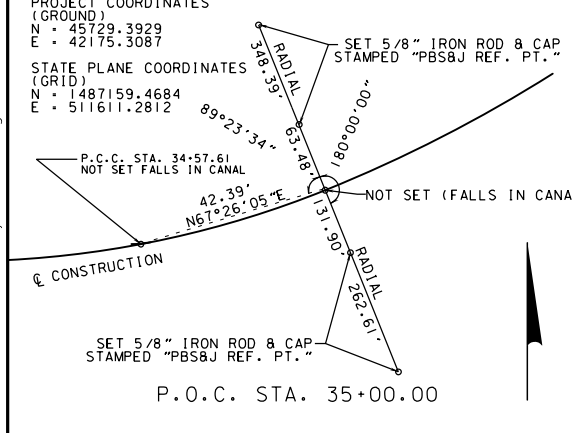 PROJECT COORDINATES
(GROUND)
N = 45729.3929
E = 42175.3087
STATE PLANE COORDINATES
(GRID)
N = 1487159.4684
E = 511611.2812
SET 5/8" IRON ROD & CAP
STAMPED "PBS&J REF. PT."
RADIAL
348.39'
63.48'
89°23'34"
180°00'00"
P.C.C. STA. 34+57.61
NOT SET FALLS IN CANAL
42.39'
N67°26'05"E
NOT SET (FALLS IN CANA
131.90'
RADIAL
262.61'
℄ CONSTRUCTION
SET 5/8" IRON ROD & CAP
STAMPED "PBS&J REF. PT."
P.O.C. STA. 35+00.00